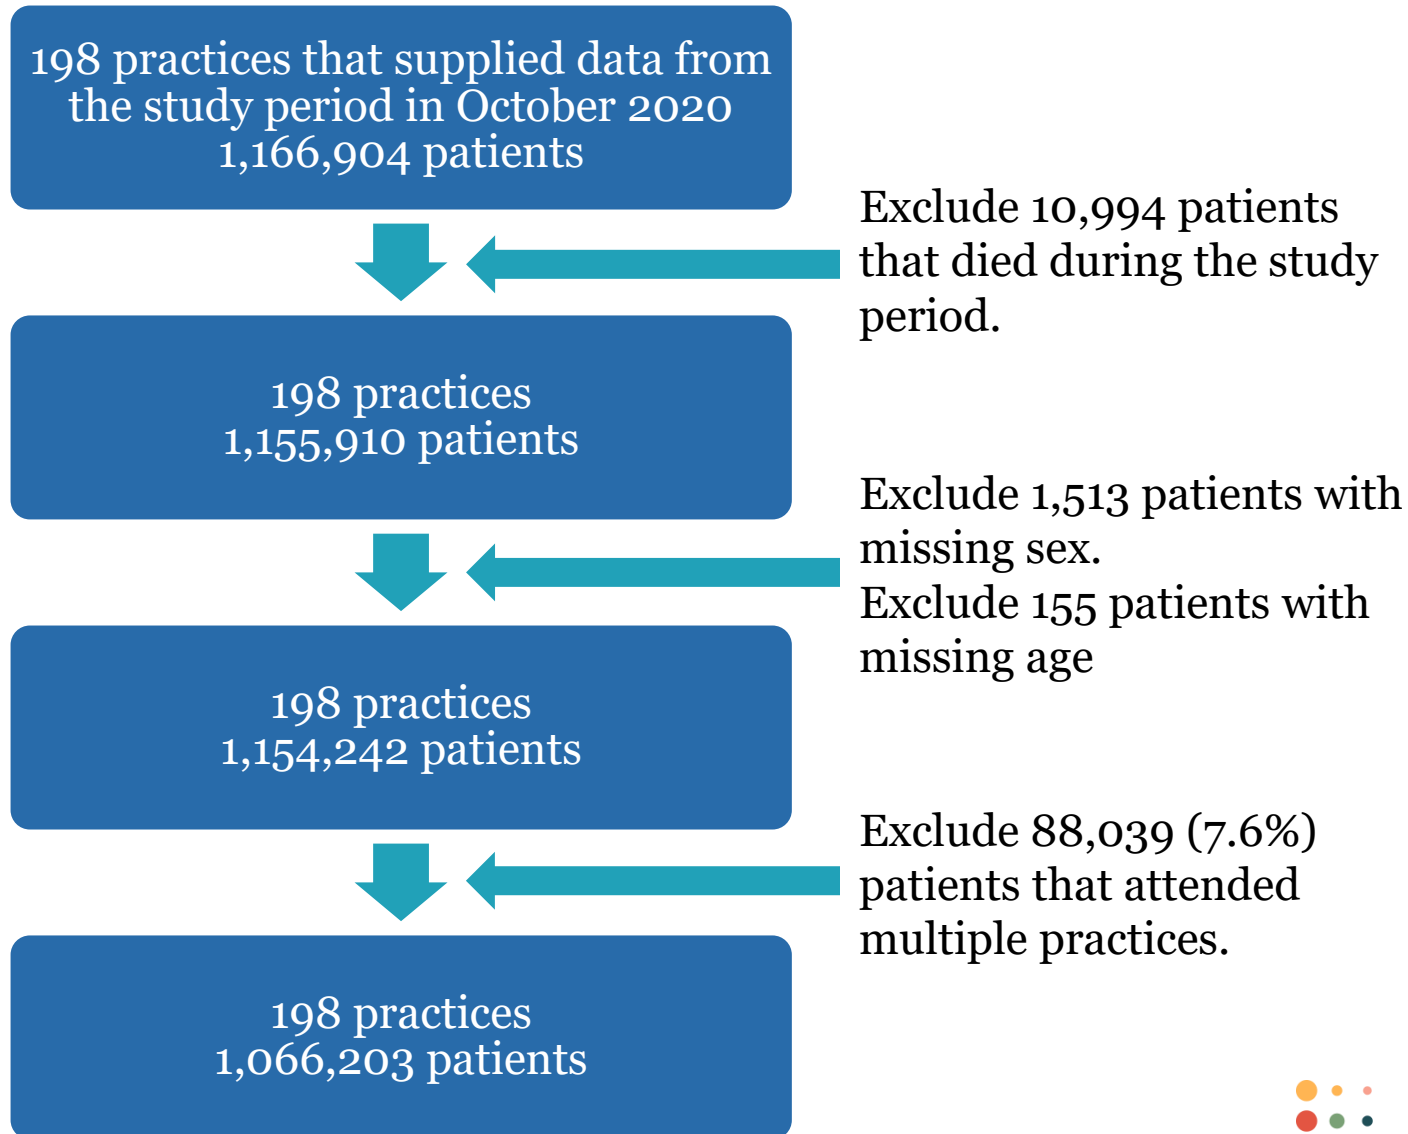 198 practices that supplied data from
the study period in October 2020
1,166,904 patients
Exclude 10,994 patients
that died during the study
period.
198 practices
1,155,910 patients
Exclude 1,513 patients with
missing sex.
Exclude 155 patients with
missing age
198 practices
1,154,242 patients
Exclude 88,039 (7.6%)
patients that attended
multiple practices.
198 practices
1,066,203 patients